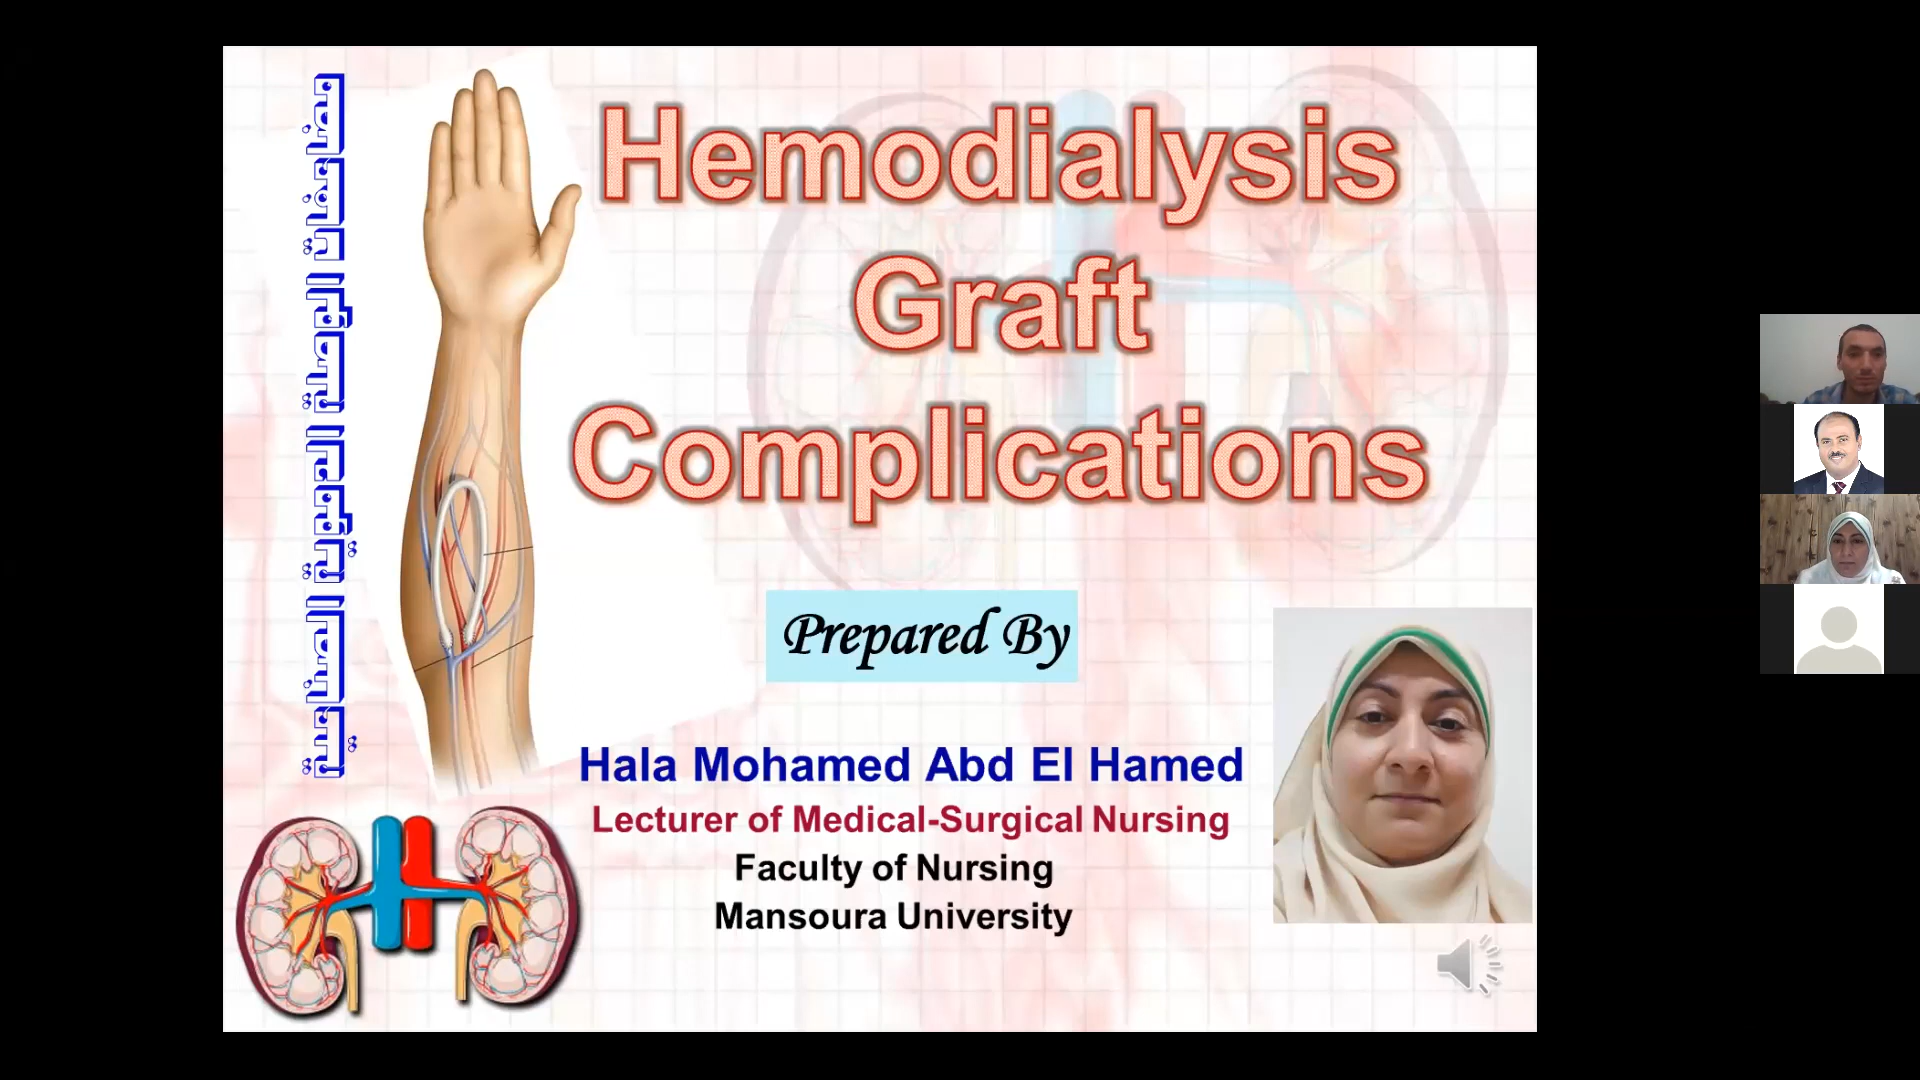 Hemodialysis
Graft
Complications
مضاعفات الوصلة الدموية الصناعية
Prepared By
Hala Mohamed Abd El Hamed
Lecturer of Medical-Surgical Nursing
Faculty of Nursing
Mansoura University